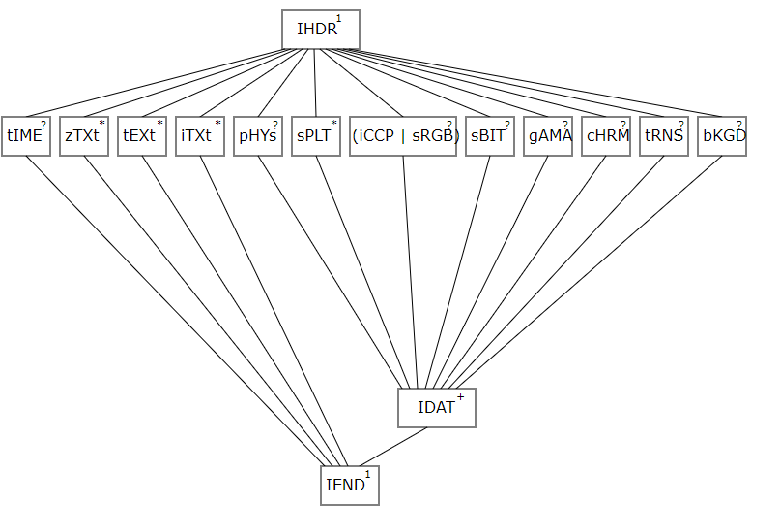 IHDR1
tIME? zTXt* tEXt* iTXt* pHYs? sPLT* (iCCP | sRGB)? sBIT? gAMA? cHRM? tRNS? bKGD?
IDAT+
IEND1